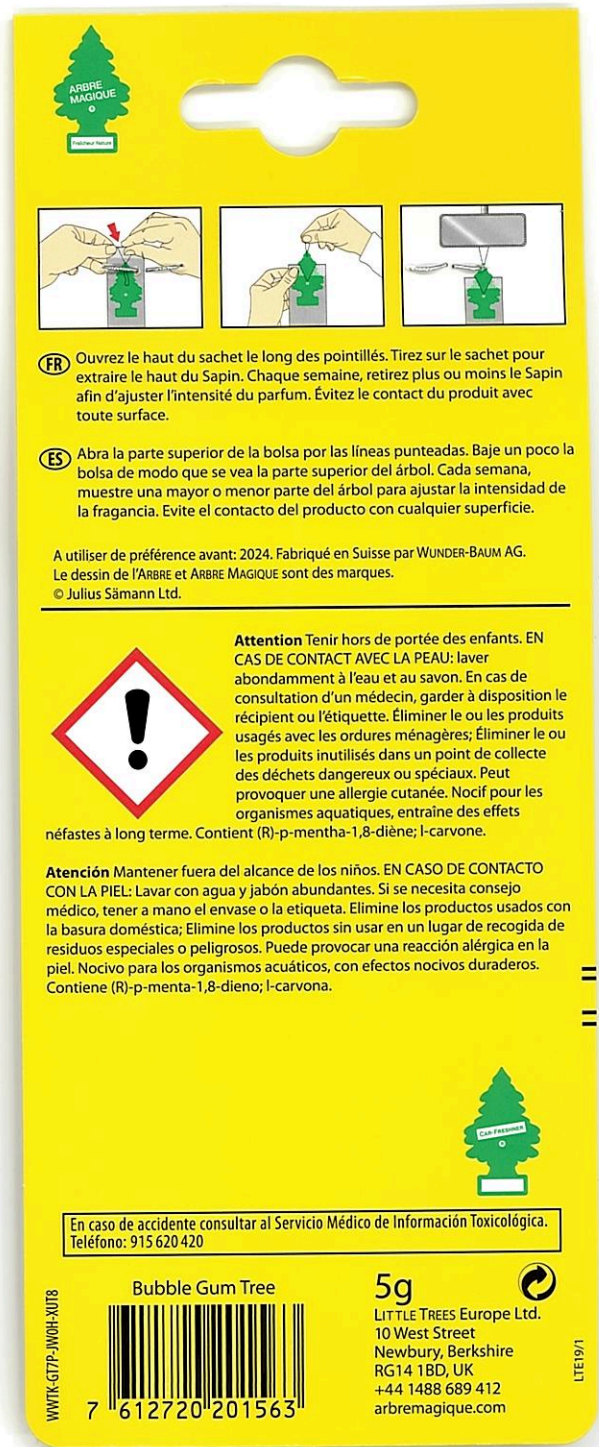 ARBRE
MAGIQUE
Fraîcheur Nature
FR Ouvrez le haut du sachet le long des pointillés. Tirez sur le sachet pour
extraire le haut du Sapin. Chaque semaine, retirez plus ou moins le Sapin
afin d'ajuster l'intensité du parfum. Évitez le contact du produit avec
toute surface.
ES Abra la parte superior de la bolsa por las líneas punteadas. Baje un poco la
bolsa de modo que se vea la parte superior del árbol. Cada semana,
muestre una mayor o menor parte del árbol para ajustar la intensidad de
la fragancia. Evite el contacto del producto con cualquier superficie.
A utiliser de préférence avant: 2024. Fabriqué en Suisse par WUNDER-BAUM AG.
Le dessin de l'ARBRE et ARBRE MAGIQUE sont des marques.
© Julius Sämann Ltd.
Attention Tenir hors de portée des enfants. EN
CAS DE CONTACT AVEC LA PEAU: laver
abondamment à l'eau et au savon. En cas de
consultation d'un médecin, garder à disposition le
récipient ou l'étiquette. Éliminer le ou les produits
usagés avec les ordures ménagères; Éliminer le ou
les produits inutilisés dans un point de collecte
des déchets dangereux ou spéciaux. Peut
provoquer une allergie cutanée. Nocif pour les
organismes aquatiques, entraîne des effets
néfastes à long terme. Contient (R)-p-mentha-1,8-diène; l-carvone.
Atención Mantener fuera del alcance de los niños. EN CASO DE CONTACTO
CON LA PIEL: Lavar con agua y jabón abundantes. Si se necesita consejo
médico, tener a mano el envase o la etiqueta. Elimine los productos usados con
la basura doméstica; Elimine los productos sin usar en un lugar de recogida de
residuos especiales o peligrosos. Puede provocar una reacción alérgica en la
piel. Nocivo para los organismos acuáticos, con efectos nocivos duraderos.
Contiene (R)-p-menta-1,8-dieno; l-carvona.
CAR-FRESHNER
En caso de accidente consultar al Servicio Médico de Información Toxicológica.
Teléfono: 915 620 420
WWTK-GT7P-JW0H-XUT8
Bubble Gum Tree
7 612720 201563
5g
LITTLE TREES Europe Ltd.
10 West Street
Newbury, Berkshire
RG14 1BD, UK
+44 1488 689 412
arbremagique.com
LTE19/1